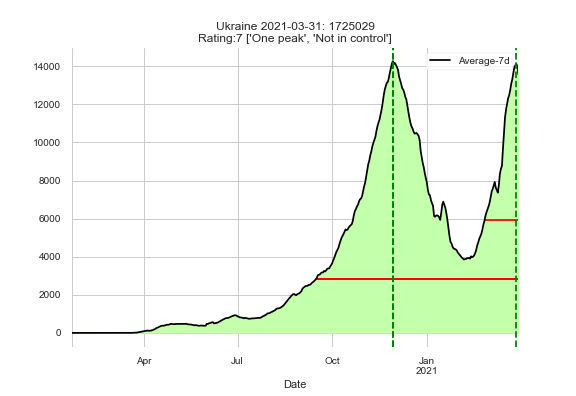 Ukraine 2021-03-31: 1725029
Rating:7 ['One peak', 'Not in control']
Average-7d
14000
12000
10000
8000
6000
4000
2000
0
Apr
Jul
Oct
Jan
2021
Date